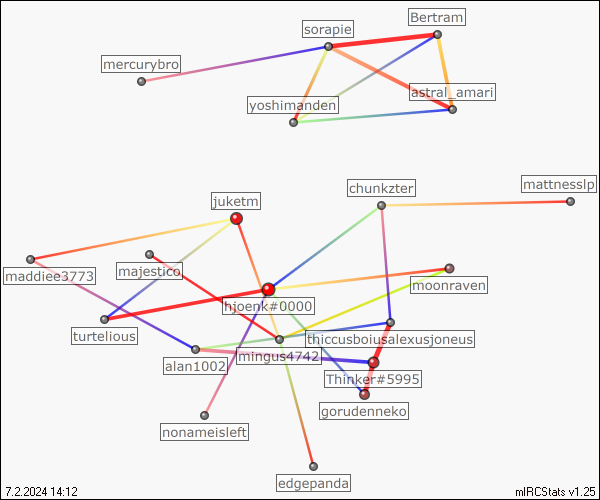 Bertram
sorapie
mercurybro
astral_amari
yoshimanden
mattnesslp
chunkzter
juketm
maddiee3773
majestico
moonraven
hjoenk#0000
turtelious
thiccusboiusalexusjoneus
mingus4742
alan1002
Thinker#5995
gorudenneko
nonameisleft
edgepanda
7.2.2024 14:12
mIRCStats v1.25